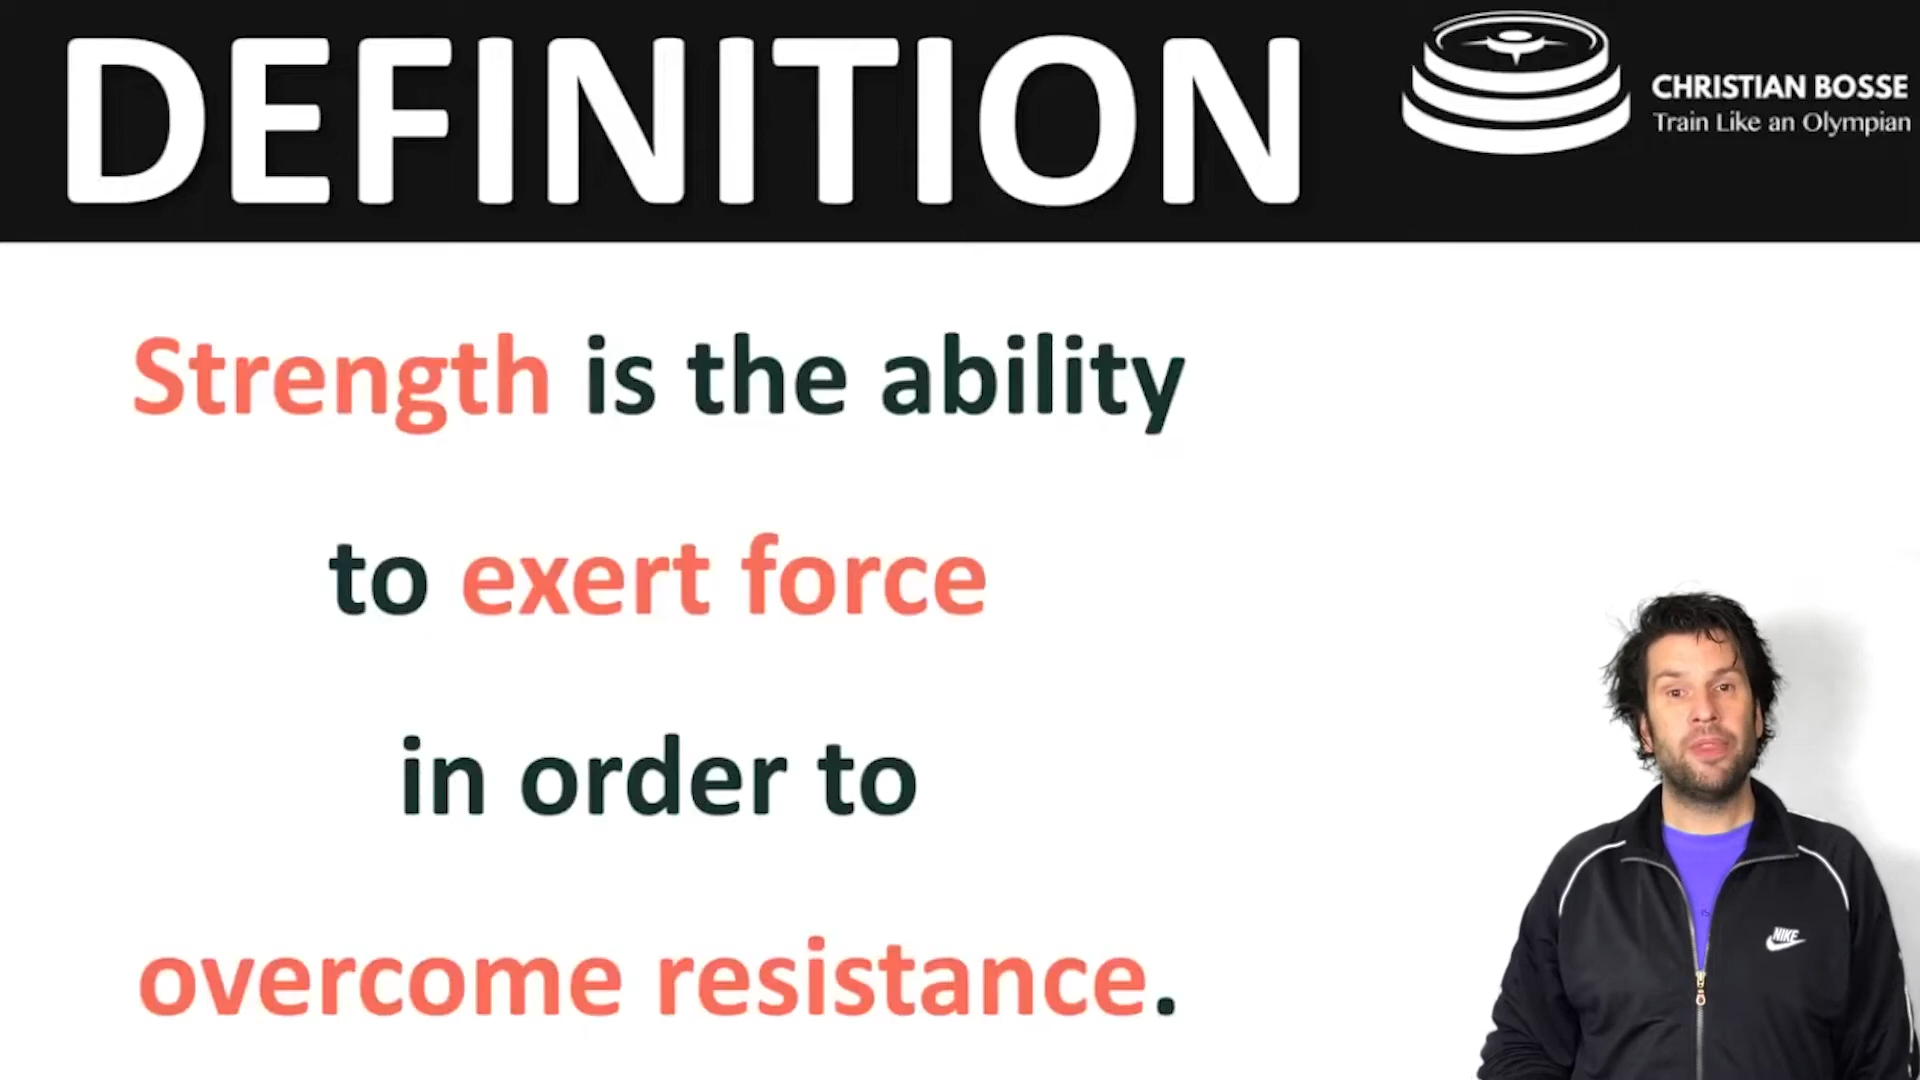 DEFINITION
CHRISTIAN BOSSE
Train Like an Olympian
Strength is the ability
to exert force
in order to
overcome resistance.
NIKE